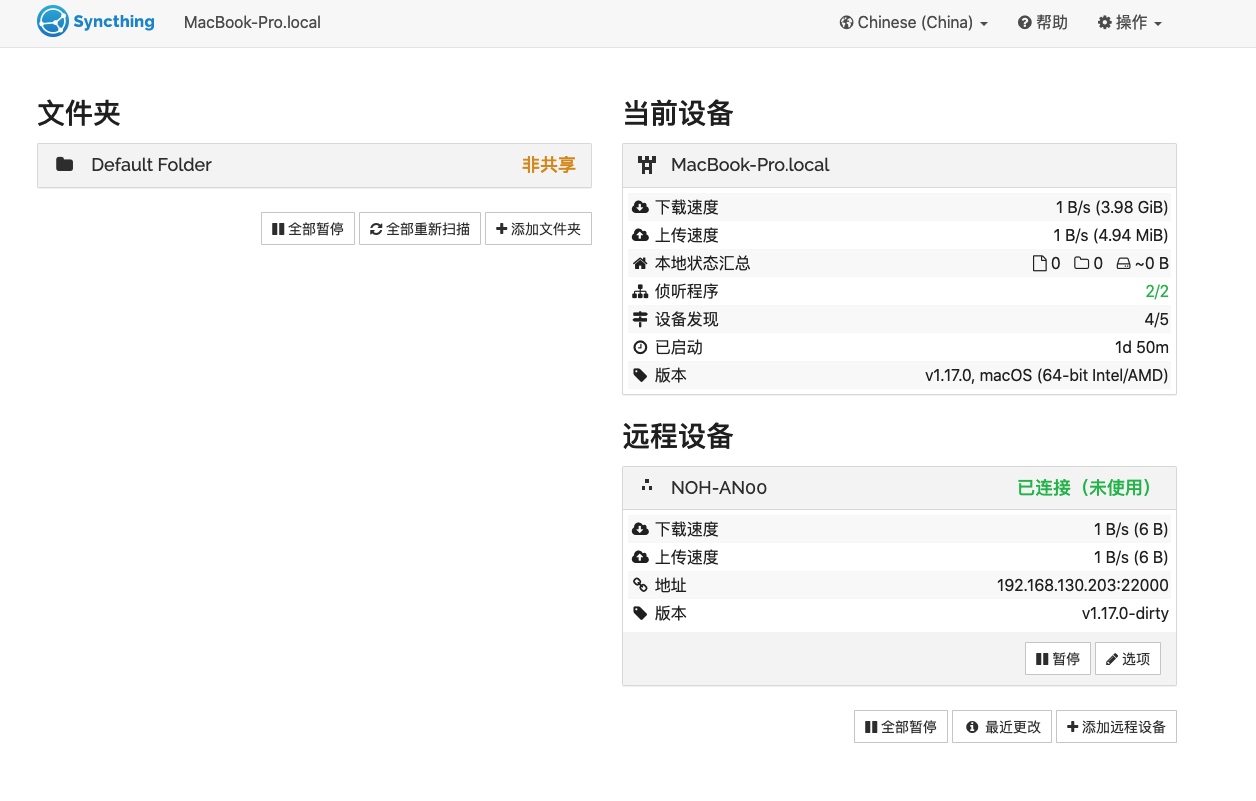 Syncthing MacBook-Pro.local Chinese (China) 帮助 操作
文件夹
Default Folder 非共享
全部暂停 全部重新扫描 添加文件夹
当前设备
MacBook-Pro.local
下载速度 1 B/s (3.98 GiB)
上传速度 1 B/s (4.94 MiB)
本地状态汇总 0 0 ~0 B
侦听程序 2/2
设备发现 4/5
已启动 1d 50m
版本 v1.17.0, macOS (64-bit Intel/AMD)
远程设备
NOH-AN00 已连接（未使用）
下载速度 1 B/s (6 B)
上传速度 1 B/s (6 B)
地址 192.168.130.203:22000
版本 v1.17.0-dirty
暂停 选项
全部暂停 最近更改 添加远程设备